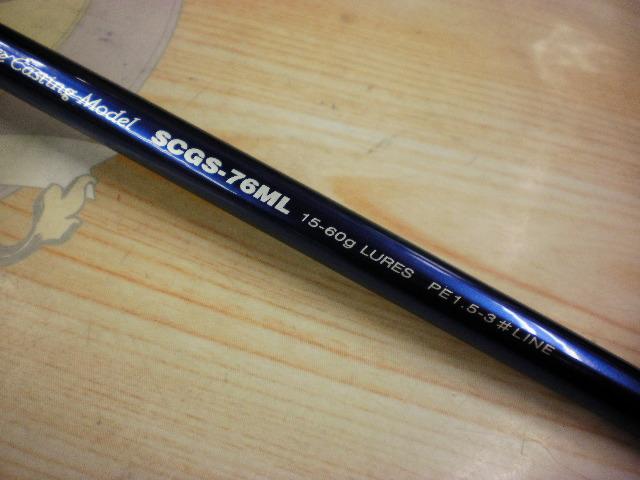 Casting Model SCGS-76ML 15-60g LURES PE1.5-3#LINE